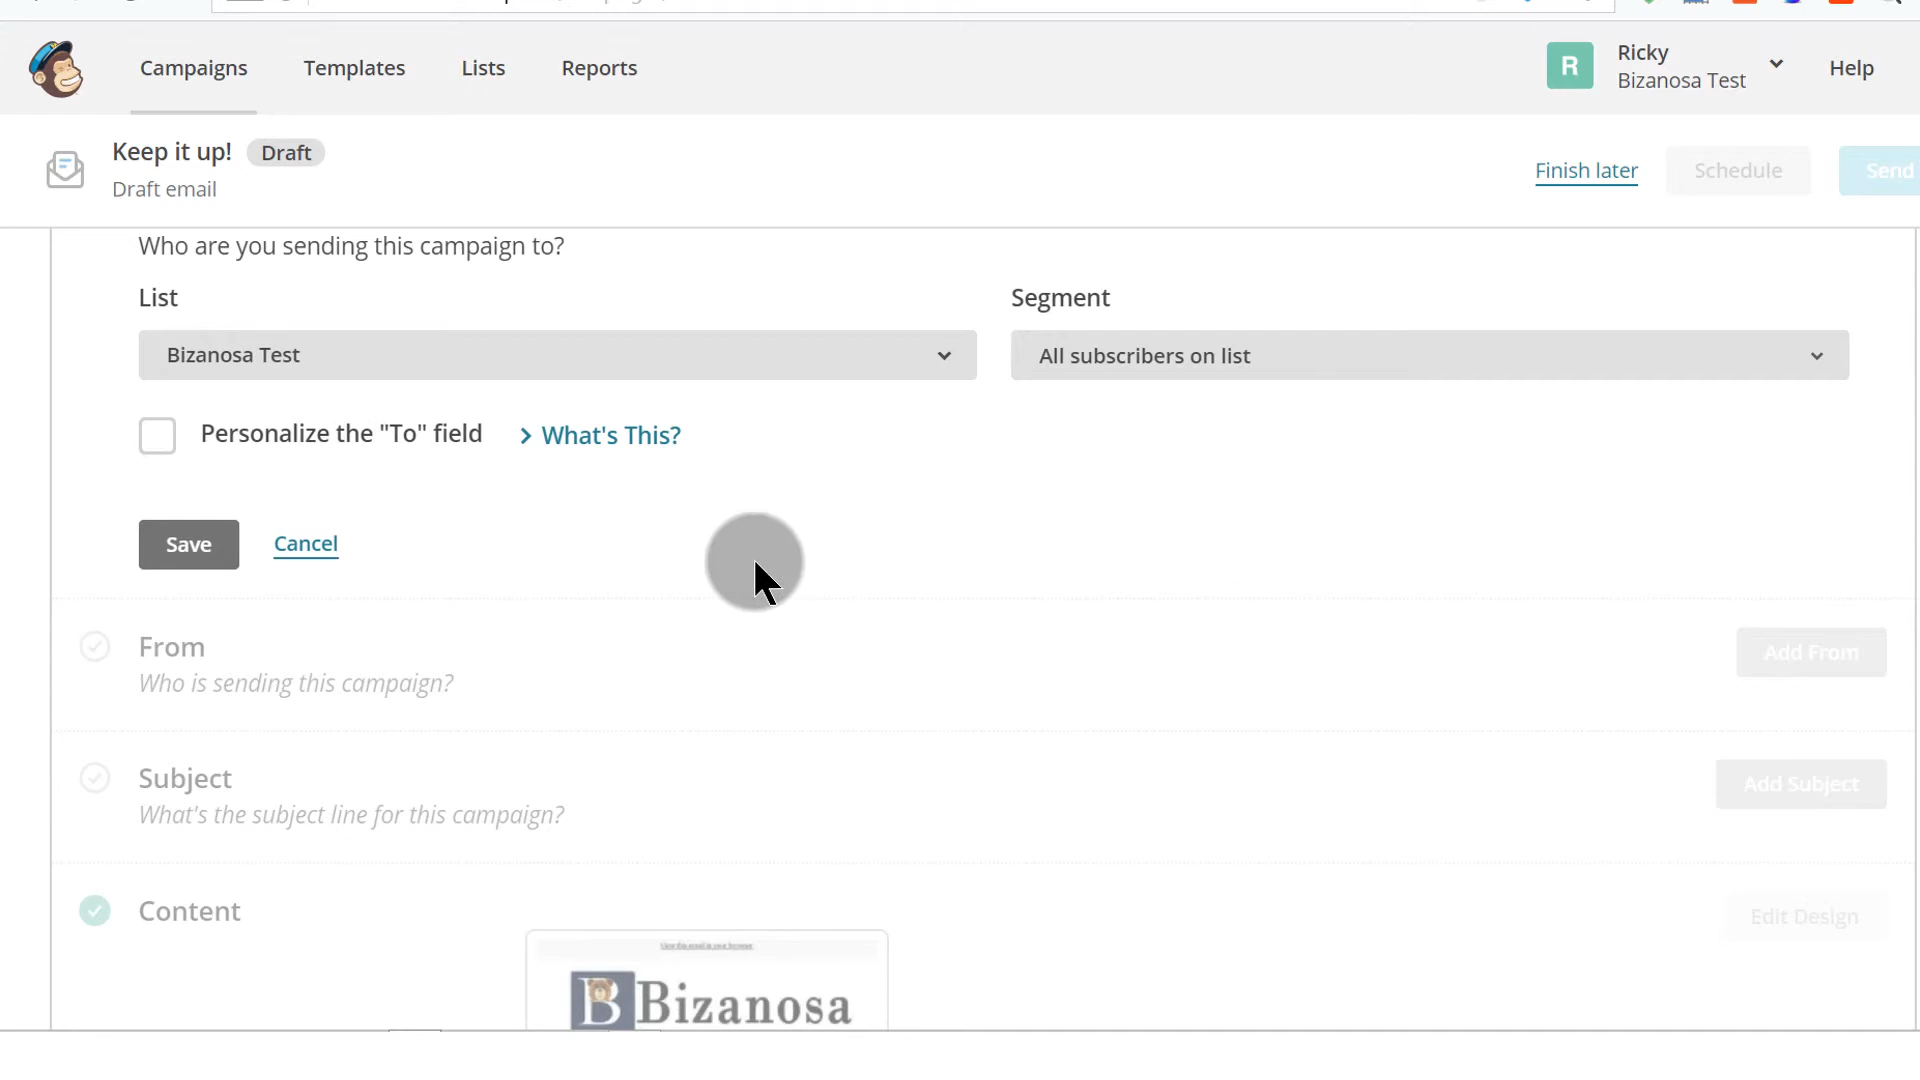 Campaigns
Templates
Lists
Reports
R
Ricky
Bizanosa Test
Help
Keep it up!
Draft
Draft email
Finish later
Schedule
Send
Who are you sending this campaign to?
List
Segment
Bizanosa Test
All subscribers on list
Personalize the "To" field
What's This?
Save
Cancel
From
Who is sending this campaign?
Add From
Subject
What's the subject line for this campaign?
Add Subject
Content
Edit Design
View this email in your browser
B Bizanosa